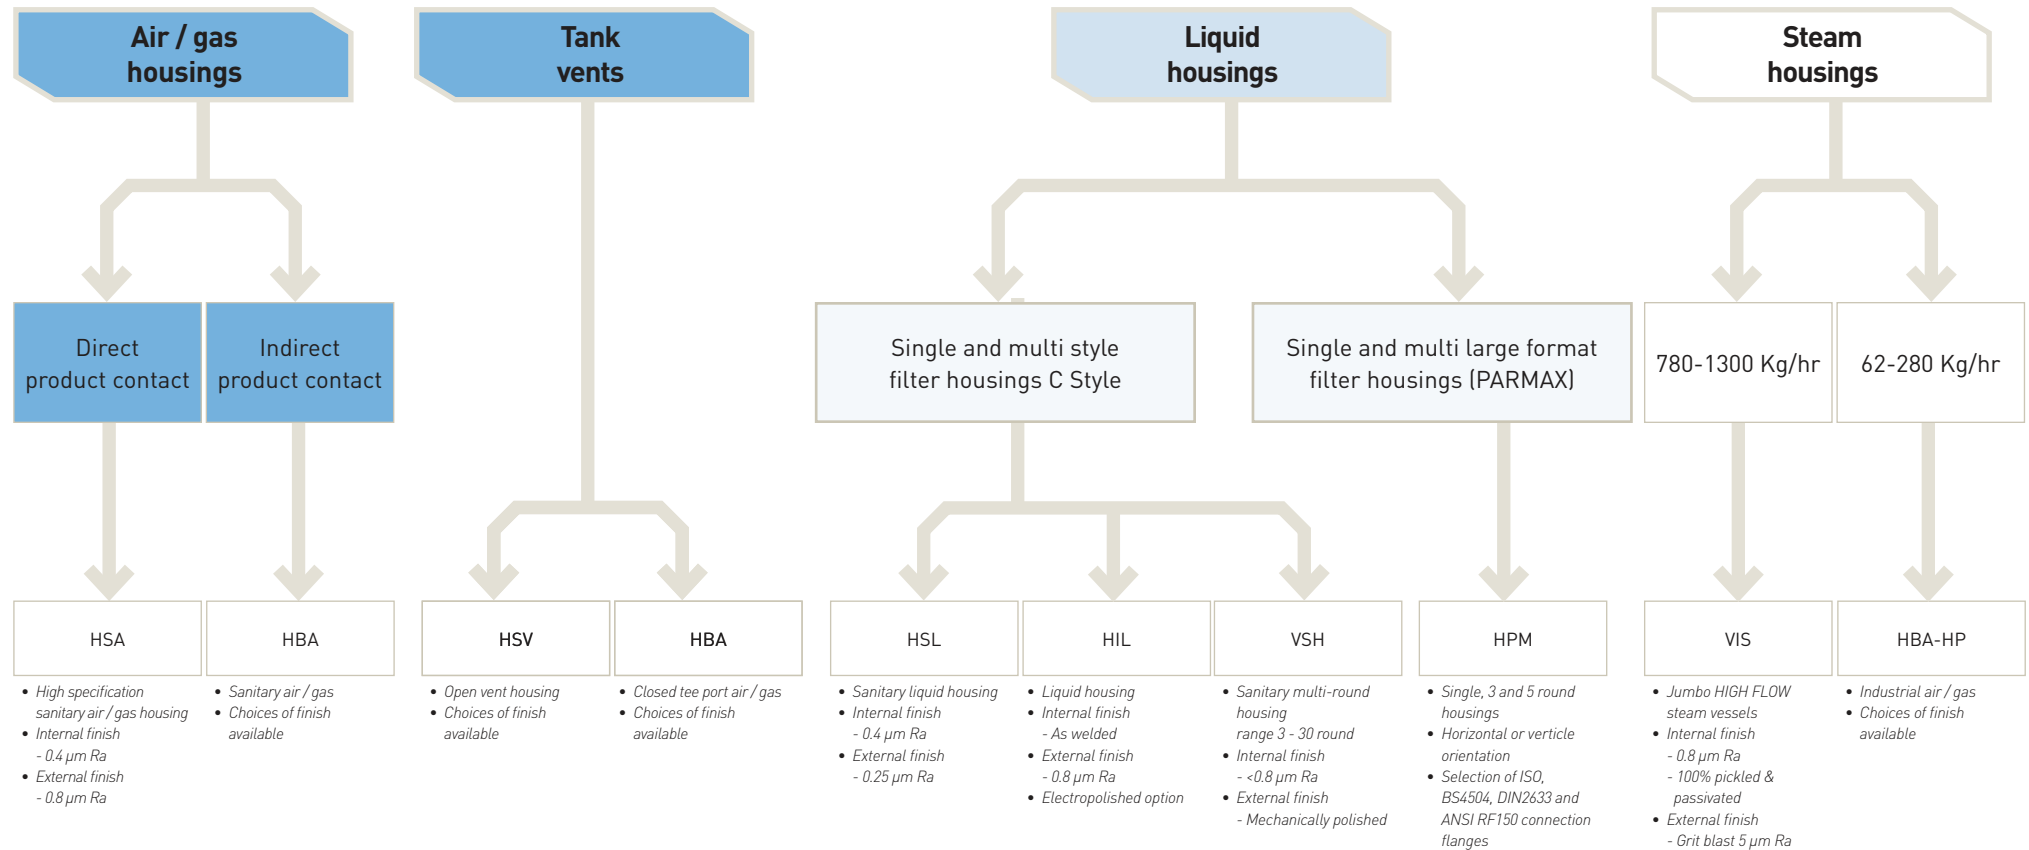 Air / gas
housings
Tank
vents
Liquid
housings
Steam
housings
Direct
product contact
Indirect
product contact
Single and multi style
filter housings C Style
Single and multi large format
filter housings (PARMAX)
780-1300 Kg/hr
62-280 Kg/hr
HSA
• High specification
sanitary air / gas housing
• Internal finish
- 0.4 µm Ra
• External finish
- 0.8 µm Ra
HBA
• Sanitary air / gas
• Choices of finish
available
HSV
• Open vent housing
• Choices of finish
available
HBA
• Closed tee port air / gas
• Choices of finish
available
HSL
• Sanitary liquid housing
• Internal finish
- 0.4 µm Ra
• External finish
- 0.25 µm Ra
HIL
• Liquid housing
• Internal finish
- As welded
• External finish
- 0.8 µm Ra
• Electropolished option
VSH
• Sanitary multi-round
housing
range 3 - 30 round
• Internal finish
- <0.8 µm Ra
• External finish
- Mechanically polished
HPM
• Single, 3 and 5 round
housings
• Horizontal or verticle
orientation
• Selection of ISO,
BS4504, DIN2633 and
ANSI RF150 connection
flanges
VIS
• Jumbo HIGH FLOW
steam vessels
• Internal finish
- 0.8 µm Ra
- 100% pickled &
passivated
• External finish
- Grit blast 5 µm Ra
HBA-HP
• Industrial air / gas
• Choices of finish
available